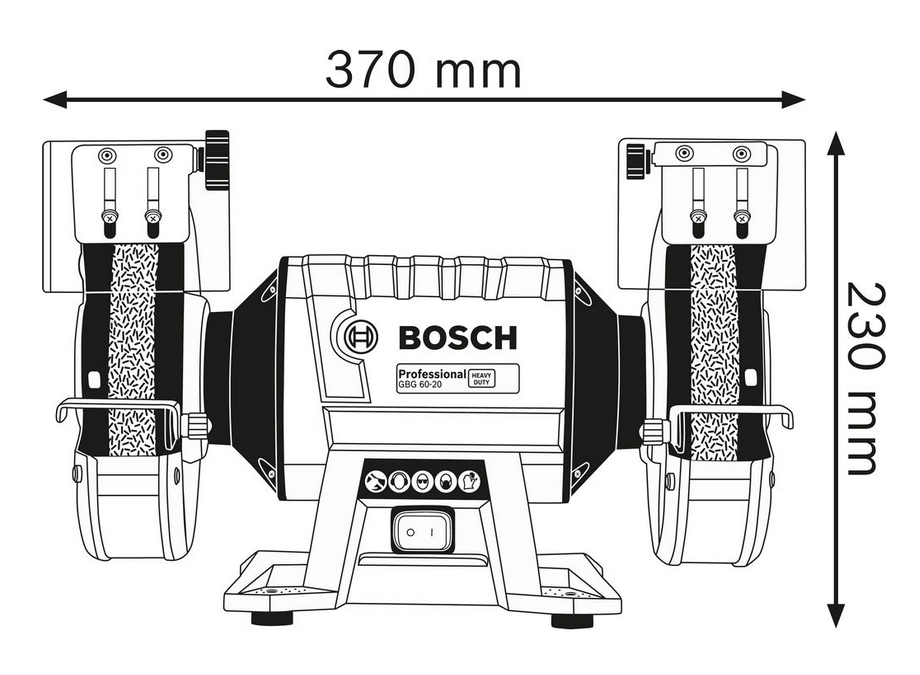 370 mm
230 mm
BOSCH
Professional
GBG 60-20
HEAVY
DUTY